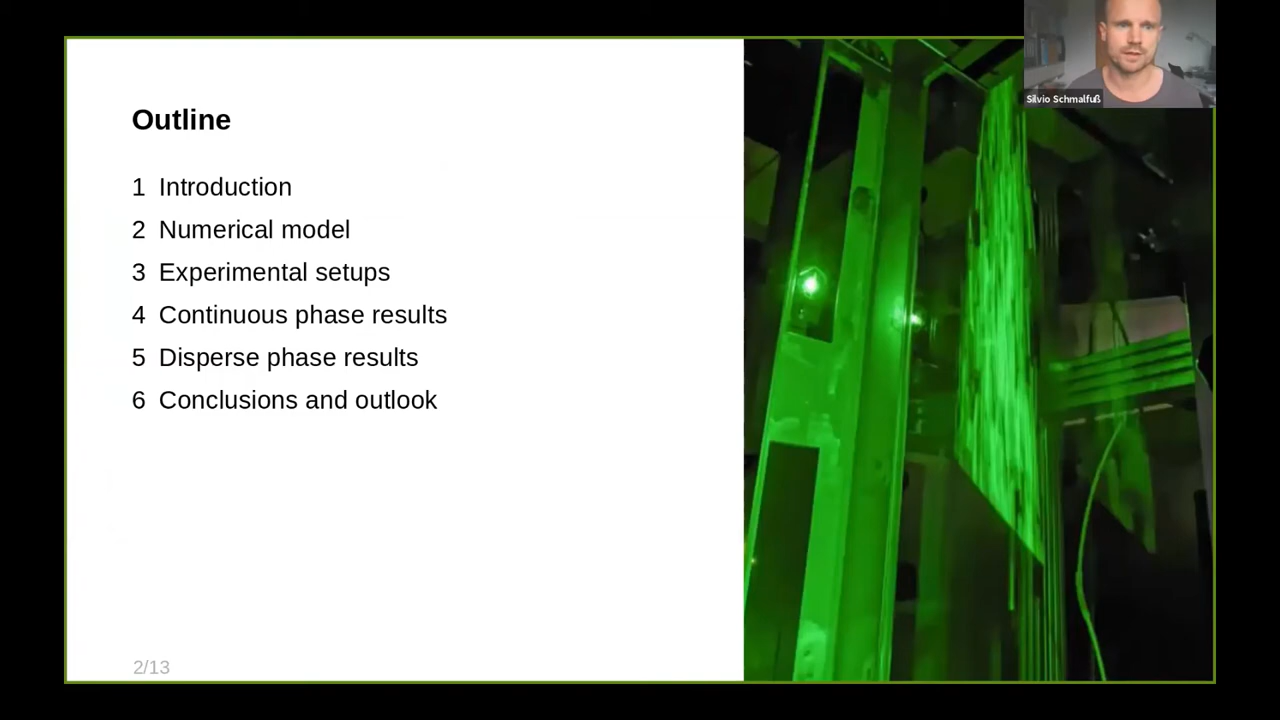 Silvio Schmalfuß
Outline
1 Introduction
2 Numerical model
3 Experimental setups
4 Continuous phase results
5 Disperse phase results
6 Conclusions and outlook
2/13